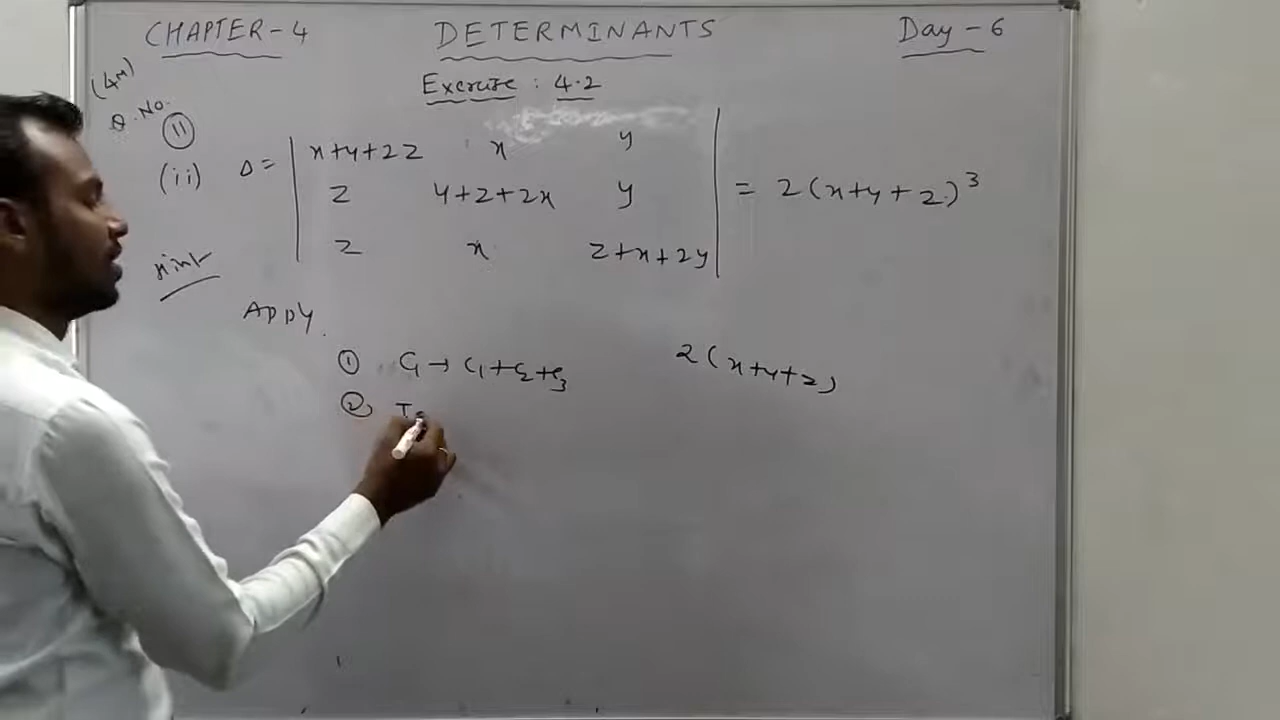 CHAPTER-4 DETERMINANTS Day-6
Exercise : 4.2
(4M)
Q.No. 11
(ii) Δ = | x+y+2z x y |
| z y+z+2x y | = 2(x+y+z)³
| z x z+x+2y |
Hint
Apply.
① C₁→C₁+C₂+C₃ 2(x+y+z)
② T